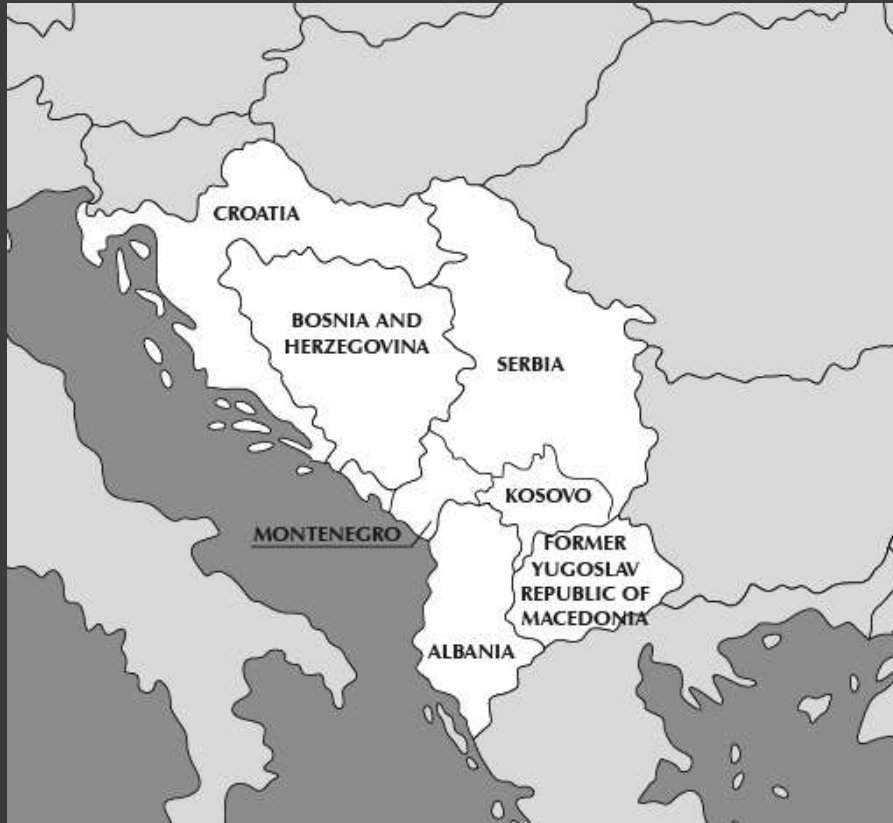 CROATIA
BOSNIA AND
HERZEGOVINA
SERBIA
KOSOVO
MONTENEGRO
FORMER
YUGOSLAV
REPUBLIC OF
MACEDONIA
ALBANIA